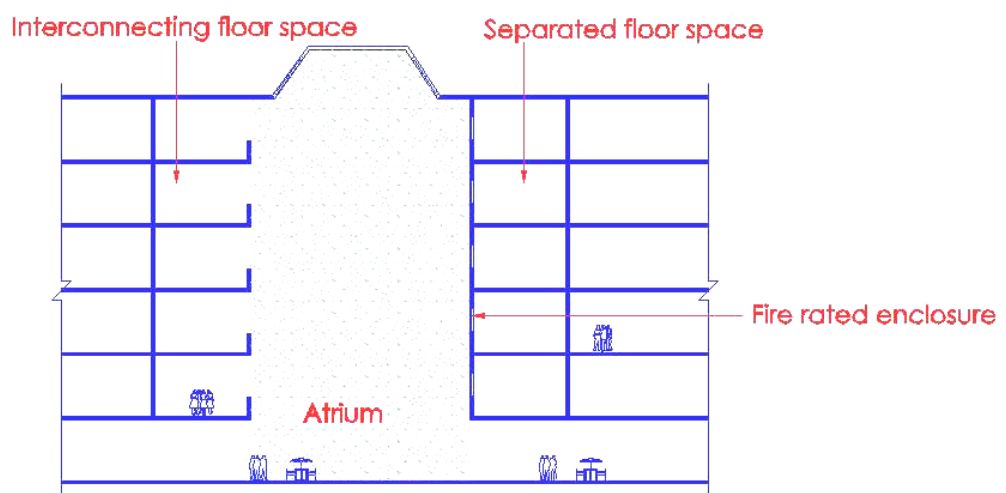 Interconnecting floor space
Separated floor space
Fire rated enclosure
Atrium